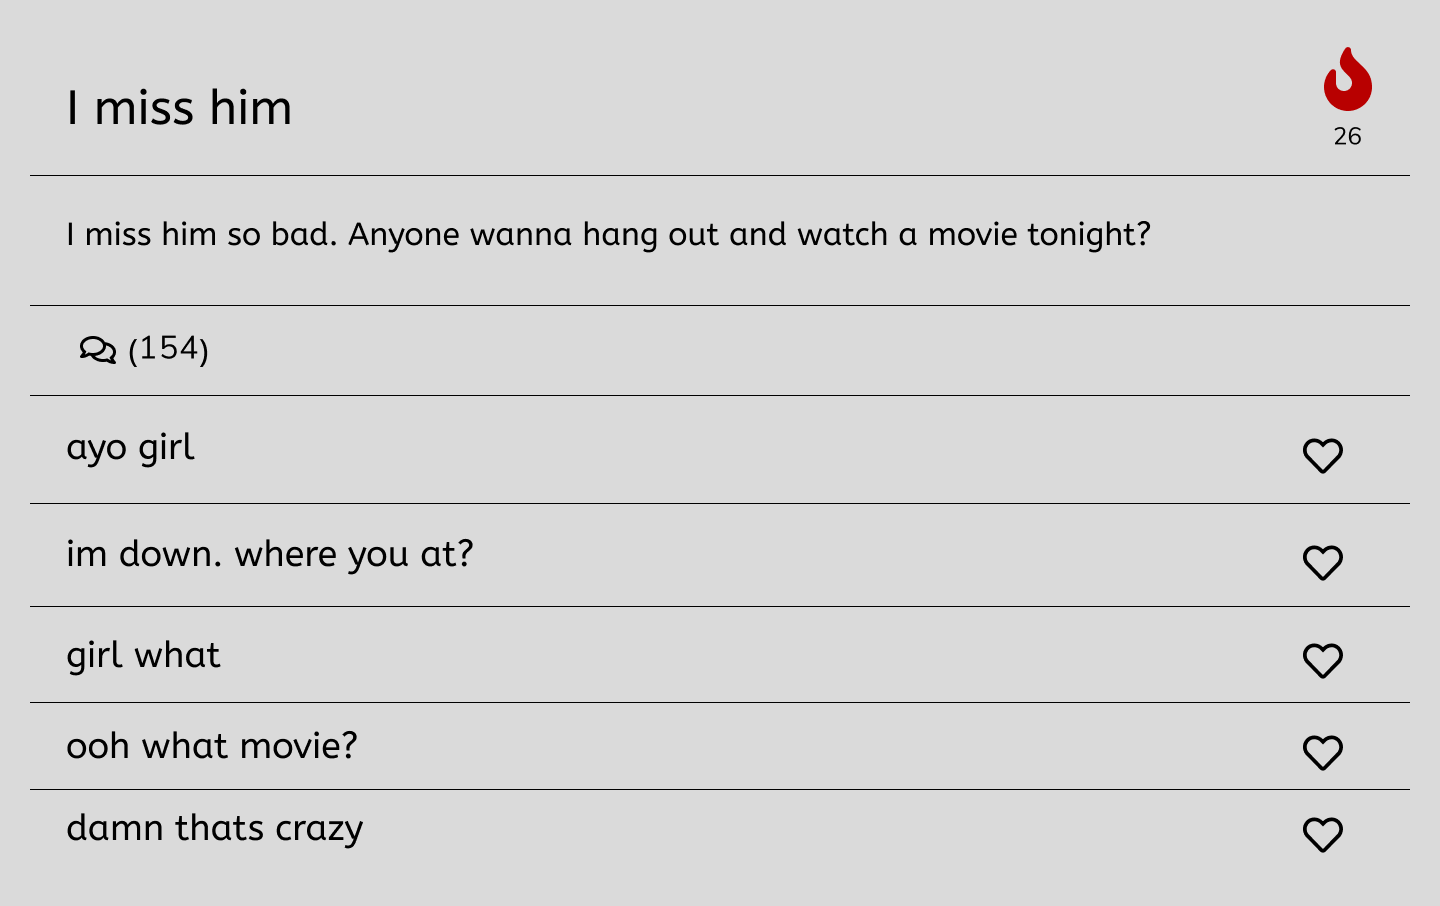 I miss him
26
I miss him so bad. Anyone wanna hang out and watch a movie tonight?
(154)
ayo girl
im down. where you at?
girl what
ooh what movie?
damn thats crazy